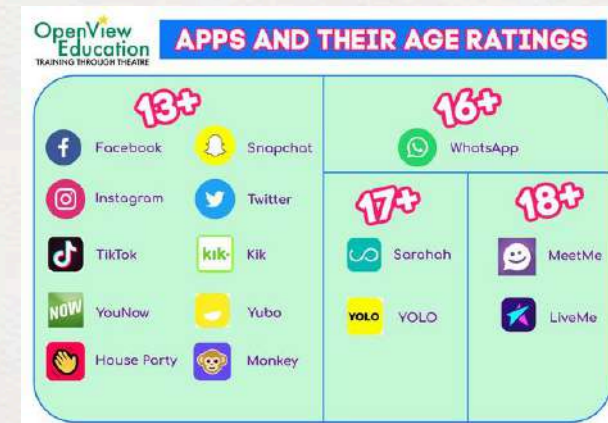 OpenView
Education
TRAINING THROUGH THEATRE
APPS AND THEIR AGE RATINGS
13+
Facebook
Snapchat
Instagram
Twitter
TikTok
kik.
Kik
NOW
YouNow
Yubo
House Party
Monkey
16+
WhatsApp
17+
Sarahah
YOLO
YOLO
18+
MeetMe
LiveMe